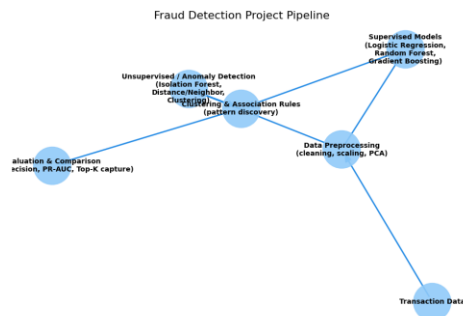 Fraud Detection Project Pipeline
Supervised Models
(Logistic Regression,
Random Forest,
Gradient Boosting)
Unsupervised / Anomaly Detection
(Isolation Forest,
Distance/Neighbor,
Clustering)
Clustering & Association Rules
(pattern discovery)
Data Preprocessing
(cleaning, scaling, PCA)
aluation & Comparison
ecision, PR-AUC, Top-K capture)
Transaction Data